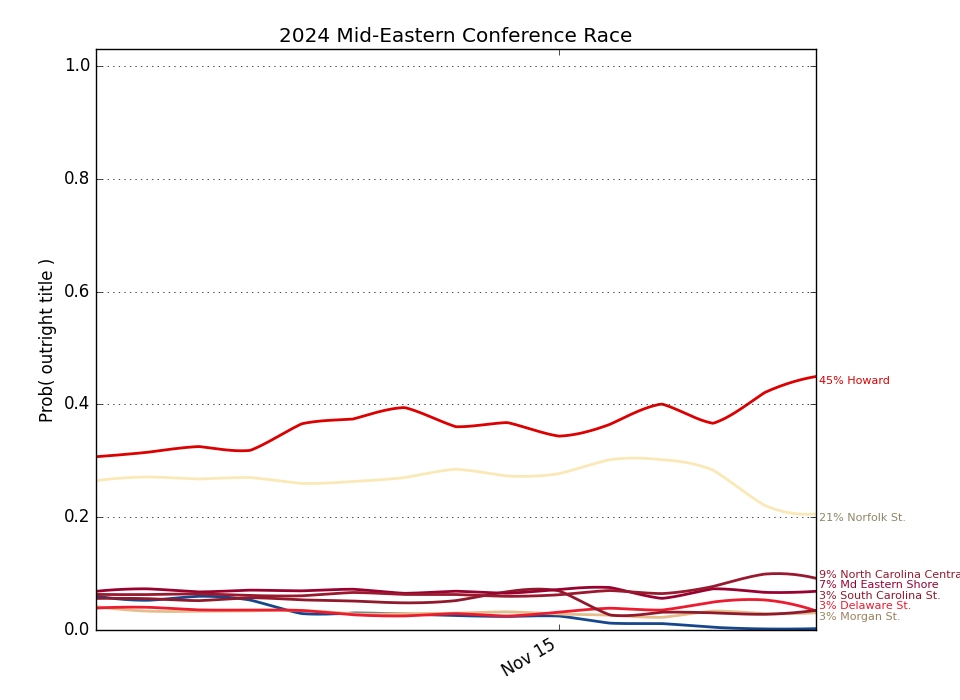 2024 Mid-Eastern Conference Race
1.0
0.8
0.6
0.4
0.2
0.0
Prob( outright title )
Nov 15
45% Howard
21% Norfolk St.
9% North Carolina Centra
7% Md Eastern Shore
3% South Carolina St.
3% Delaware St.
3% Morgan St.